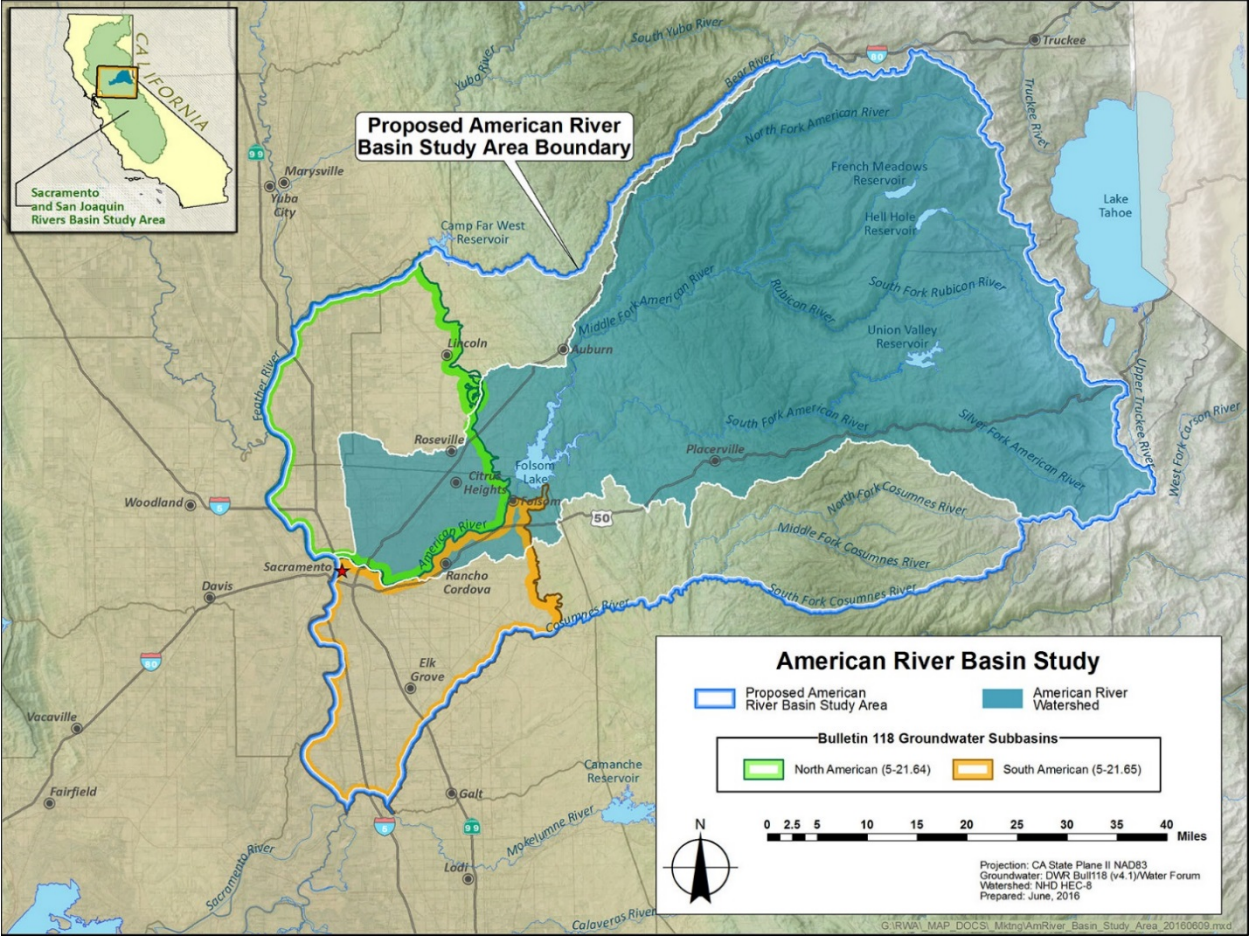 CALIFORNIA
Sacramento
and San Joaquin
Rivers Basin Study Area
Proposed American River
Basin Study Area Boundary
South Yuba River
Yuba River
Bear River
80
Truckee
Truckee River
North Fork American River
French Meadows
Reservoir
Hell Hole
Reservoir
Lake
Tahoe
99
Marysville
Yuba
City
Camp Far West
Reservoir
Middle Fork American River
Rubicon River
South Fork Rubicon River
Union Valley
Reservoir
Feather River
Lincoln
Auburn
Upper Truckee River
West Fork Carson River
South Fork American River
Silver Fork American River
Placerville
Roseville
Citrus
Heights
Folsom
Lake
Folsom
Woodland
5
50
American River
North Fork Cosumnes River
Middle Fork Cosumnes River
South Fork Cosumnes River
Sacramento
Rancho
Cordova
Davis
Cosumnes River
80
Elk
Grove
Vacaville
Fairfield
Galt
Camanche
Reservoir
5
99
Mokelumne River
Sacramento River
Lodi
Calaveras River
American River Basin Study
Proposed American
River Basin Study Area
American River
Watershed
Bulletin 118 Groundwater Subbasins
North American (5-21.64)
South American (5-21.65)
N
0 2.5 5 10 15 20 25 30 35 40
Miles
Projection: CA State Plane II NAD83
Groundwater: DWR Bull118 (v4.1)/Water Forum
Watershed: NHD HEC-8
Prepared: June, 2016
G:\RWA\_MAP_DOCS\_Mktng\AmRiver_Basin_Study_Area_20160609.mxd